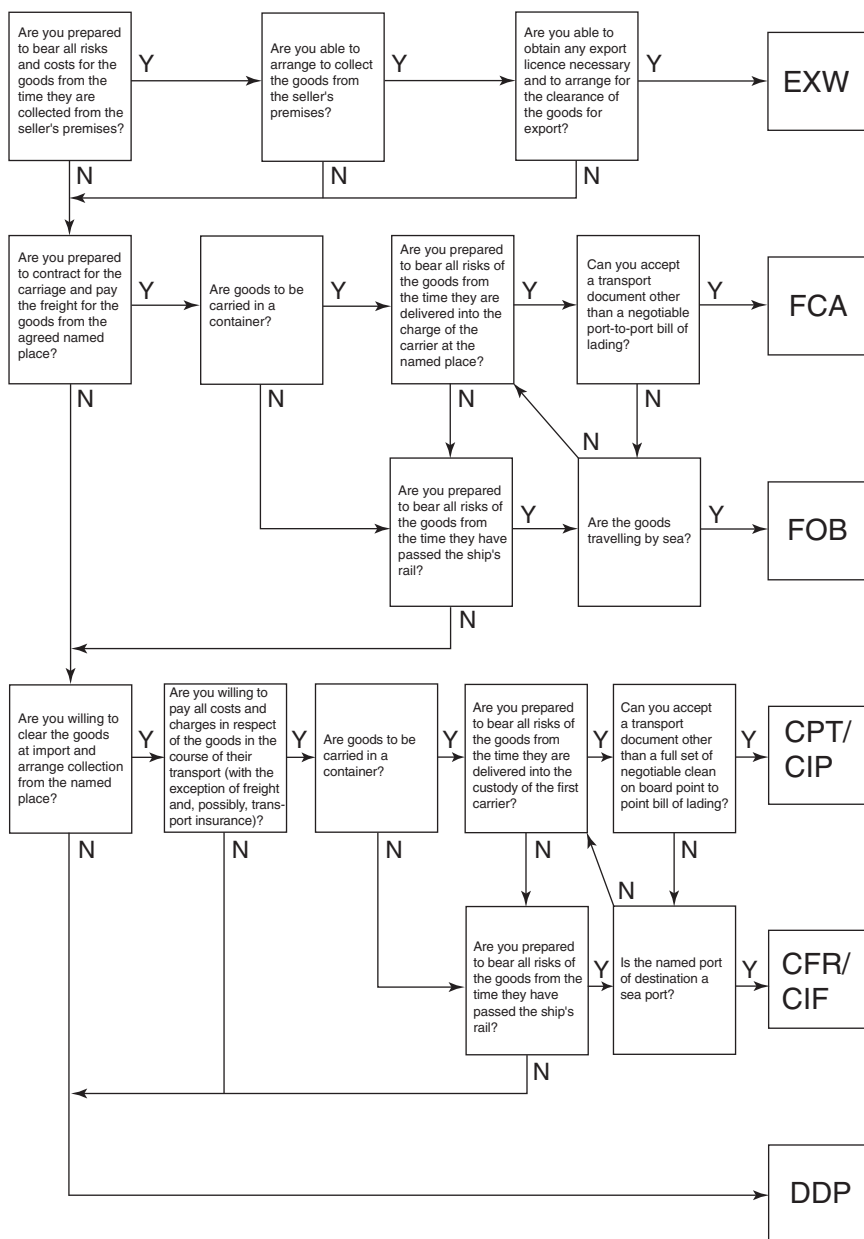 Are you prepared
to bear all risks
and costs for the
goods from the
time they are
collected from the
seller's premises?
Y
Are you able to
arrange to collect
the goods from
the seller's
premises?
Y
Are you able to
obtain any export
licence necessary
and to arrange for
the clearance of
the goods for
export?
Y
EXW
N
N
N
Are you prepared
to contract for the
carriage and pay
the freight for the
goods from the
agreed named
place?
Y
Are goods to be
carried in a
container?
Y
Are you prepared
to bear all risks of
the goods from
the time they are
delivered into the
charge of the
carrier at the
named place?
Y
Can you accept
a transport
document other
than a negotiable
port-to-port bill of
lading?
Y
FCA
N
N
N
N
N
Are you prepared
to bear all risks of
the goods from
the time they have
passed the ship's
rail?
Y
Are the goods
travelling by sea?
Y
FOB
N
Are you willing to
clear the goods
at import and
arrange collection
from the named
place?
Y
Are you willing to
pay all costs and
charges in respect
of the goods in the
course of their
transport (with the
exception of freight
and, possibly, trans-
port insurance)?
Y
Are goods to be
carried in a
container?
Y
Are you prepared
to bear all risks of
the goods from
the time they are
delivered into the
custody of the first
carrier?
Y
Can you accept
a transport
document other
than a full set of
negotiable clean
on board point to
point bill of lading?
Y
CPT/
CIP
N
N
N
N
N
N
Are you prepared
to bear all risks of
the goods from the
time they have
passed the ship's
rail?
Y
Is the named port
of destination a
sea port?
Y
CFR/
CIF
N
DDP